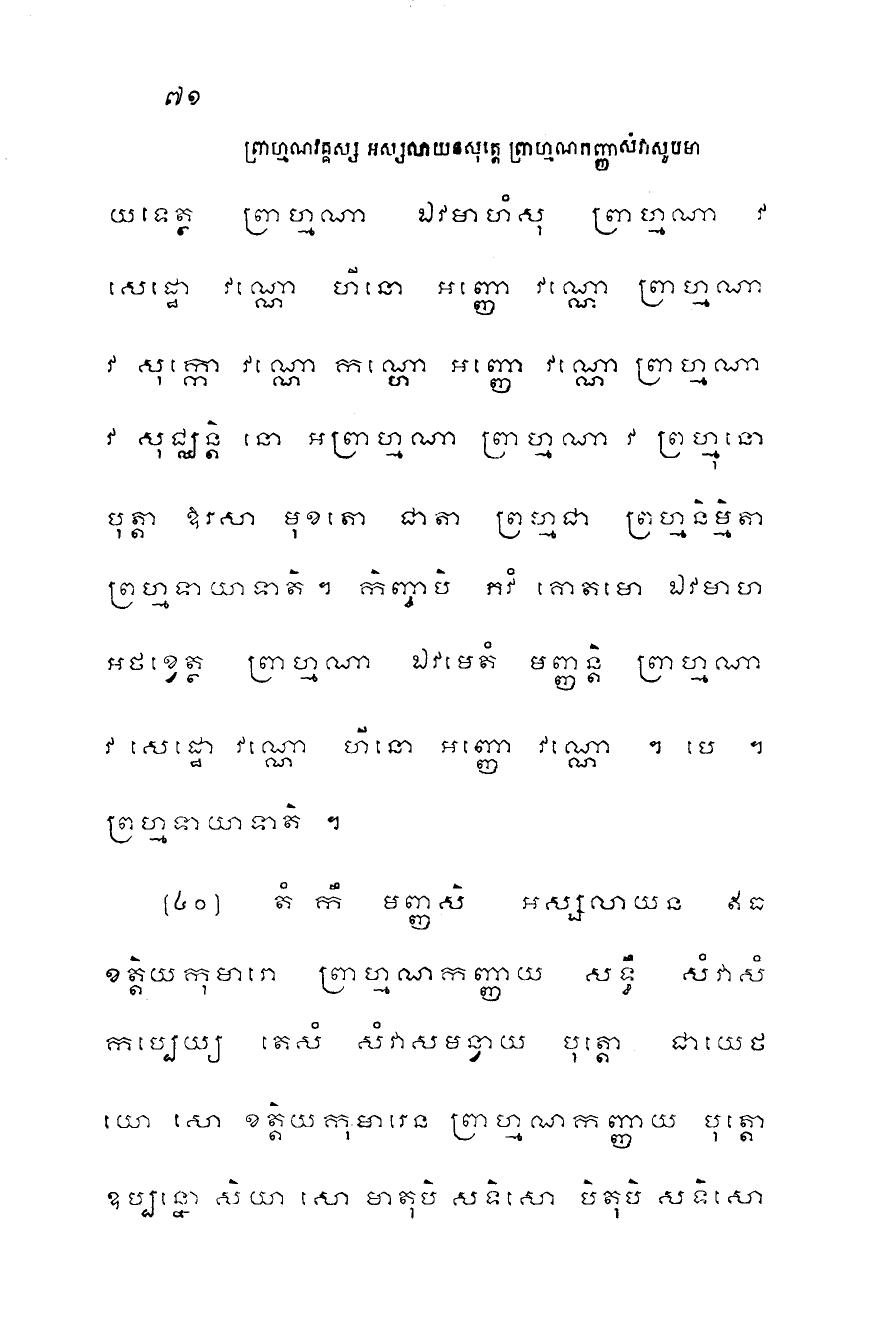 ៧១
ព្រាហ្មណវគ្គស្ស អស្សលាយនសុត្តេ ព្រាហ្មណកញ្ញាសំវាសូបមា
យទេត្ថ ព្រាហ្មណា ឯវមាហំសុ ព្រាហ្មណា វ
សេដ្ឋោ វណ្ណោ ហីនោ អញ្ញោ វណ្ណោ ព្រាហ្មណា
វ សុក្កោ វណ្ណោ កណ្ហោ អញ្ញោ វណ្ណោ ព្រាហ្មណា
វ សុជ្ឈន្តិ នោ អព្រាហ្មណា ព្រាហ្មណា វ ព្រហ្មុនោ
បុត្តា ឱរសា មុខតោ ជាតា ព្រហ្មជា ព្រហ្មនិម្មិតា
ព្រហ្មទាយាទាតិ ។ កិញ្ចាបិ ភវំ គោតមោ ឯវមាហ
អថខ្វេត្ថ ព្រាហ្មណា ឯវមេតំ មញ្ញន្តិ ព្រាហ្មណា
វ សេដ្ឋោ វណ្ណោ ហីនោ អញ្ញោ វណ្ណោ ។ បេ ។
ព្រហ្មទាយាទាតិ ។
(៤០) តំ កឹ មញ្ញសិ អស្សលាយន ឥធ
ខត្តិយកុមារោ ព្រាហ្មណកញ្ញាយ សទ្ធឹ សំវាសំ
កប្បេយ្យ តេសំ សំវាសមន្វាយ បុត្តោ ជាយេថ
យោ សោ ខត្តិយកុមារេន ព្រាហ្មណកញ្ញាយ បុត្តោ
ឧប្បន្នោ សិយា សោ មាតុបិ សទិសោ បិតុបិ សទិសោ